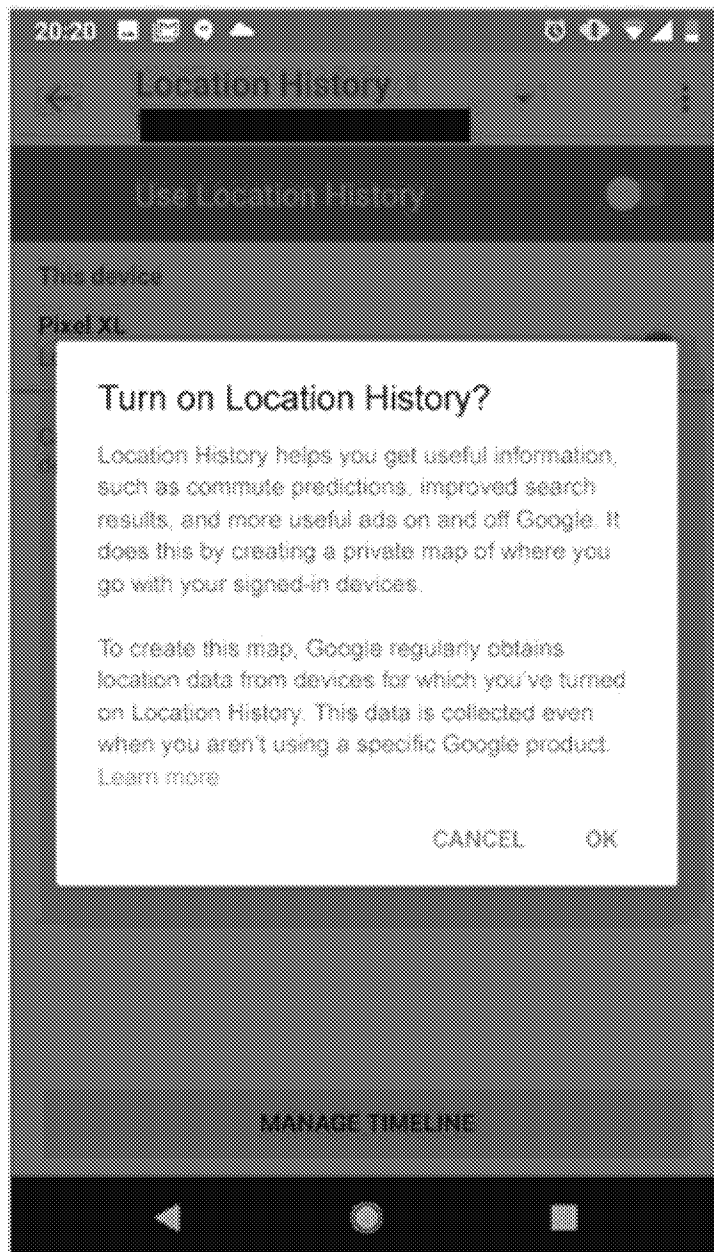 20:20
Location History
Use Location History
This device
Pixel XL
Turn on Location History?
Location History helps you get useful information,
such as commute predictions, improved search
results, and more useful ads on and off Google. It
does this by creating a private map of where you
go with your signed-in devices.
To create this map, Google regularly obtains
location data from devices for which you've turned
on Location History. This data is collected even
when you aren't using a specific Google product.
Learn more
CANCEL OK
MANAGE TIMELINE